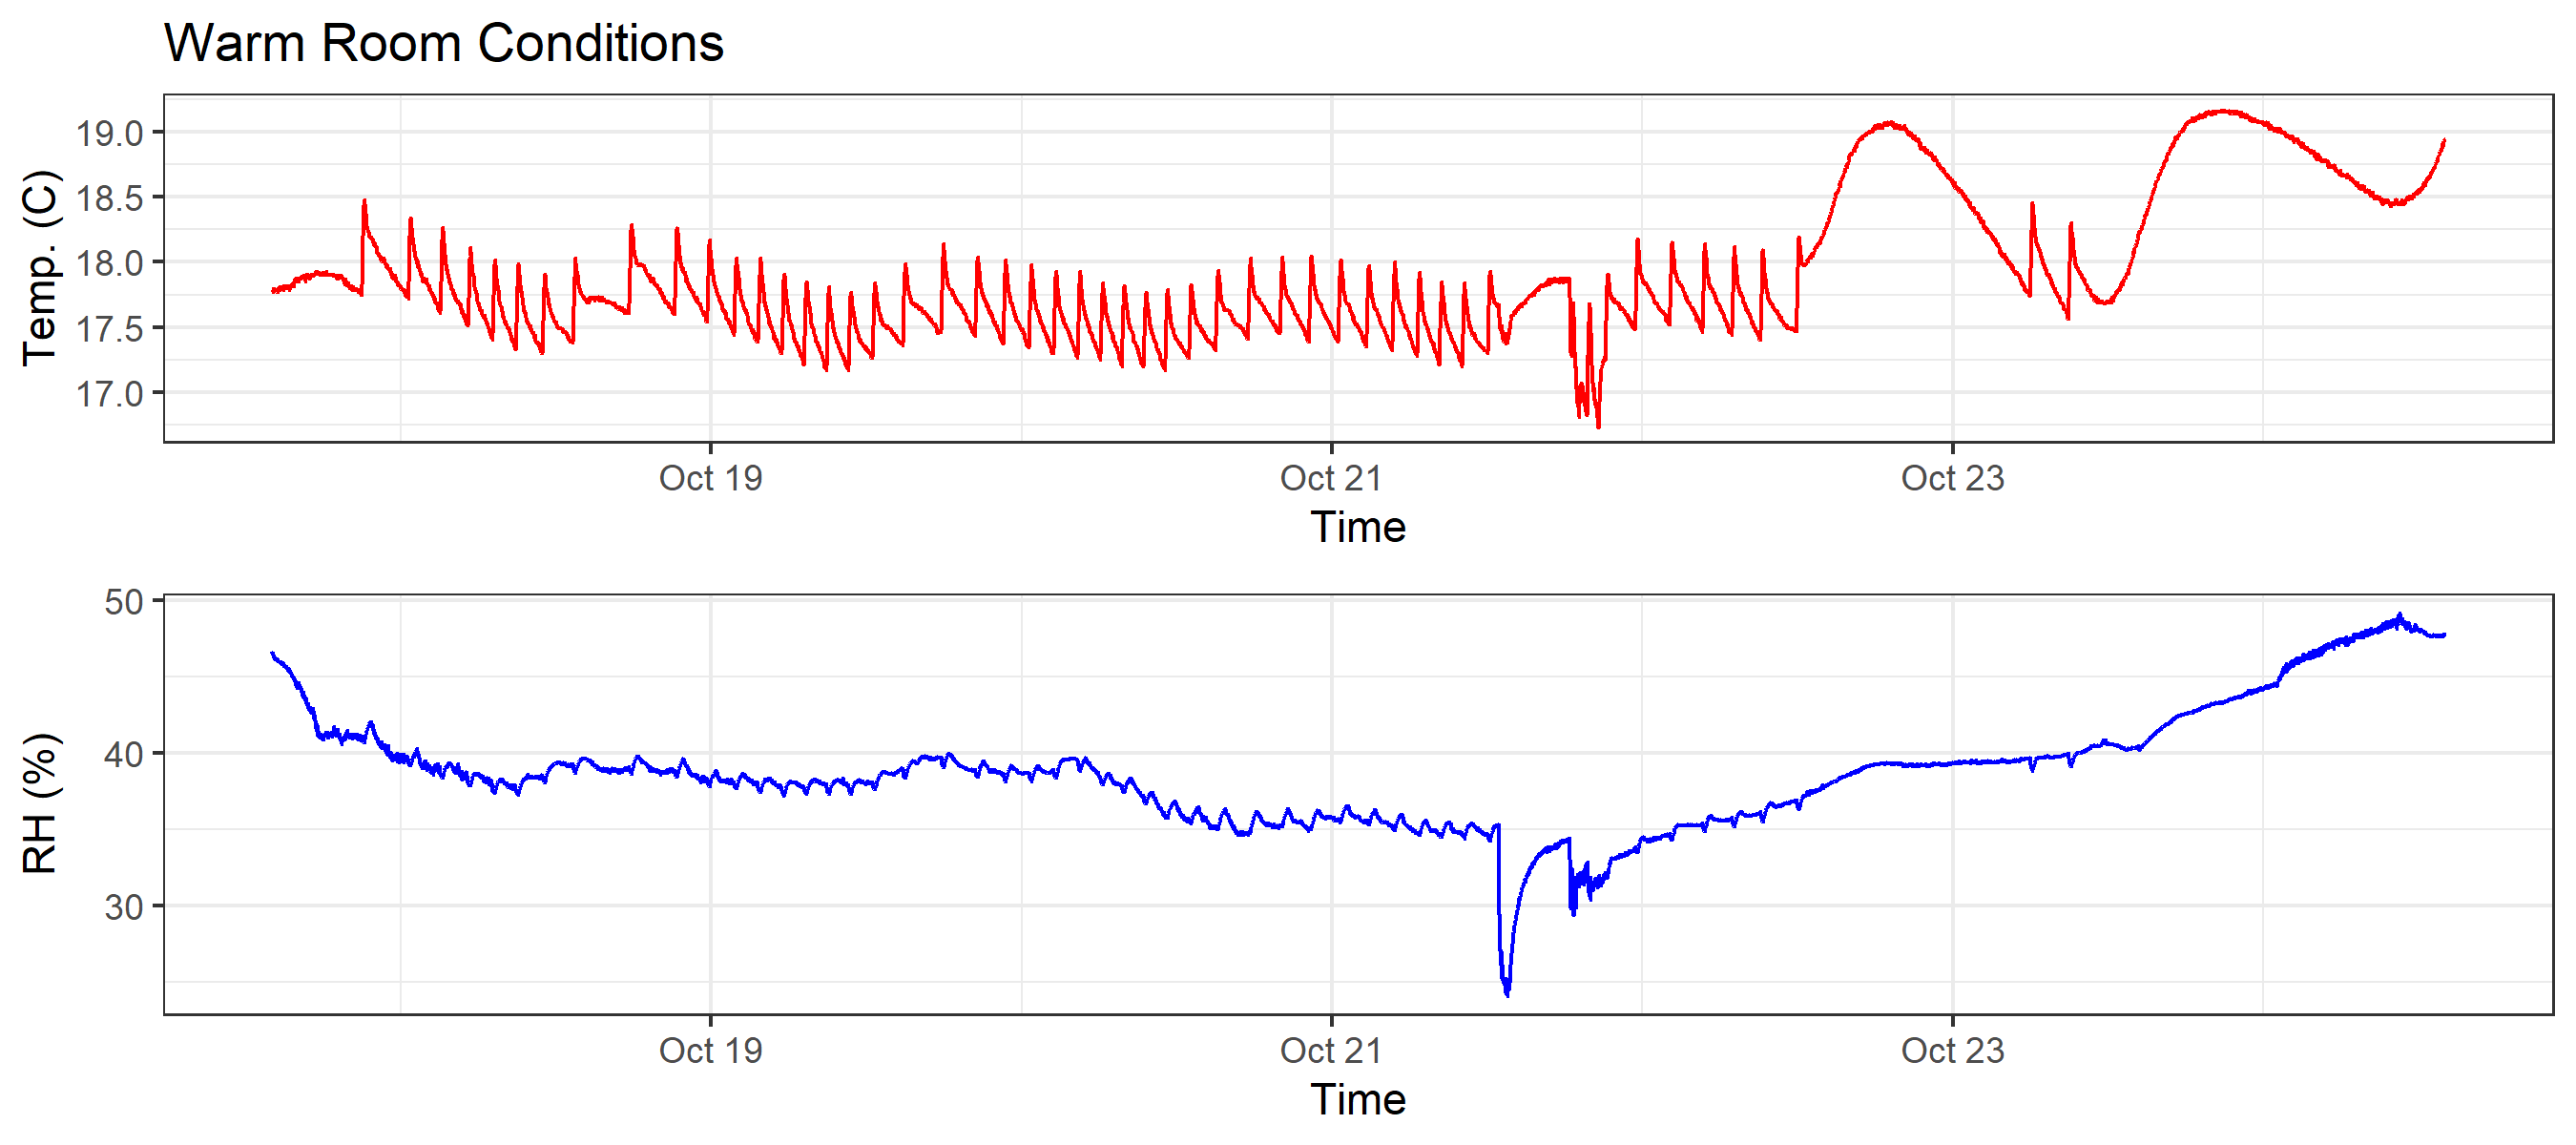 Warm Room Conditions
Temp. (C)
19.0
18.5
18.0
17.5
17.0
Oct 19 Oct 21 Oct 23
Time
RH (%)
50
40
30
Oct 19 Oct 21 Oct 23
Time